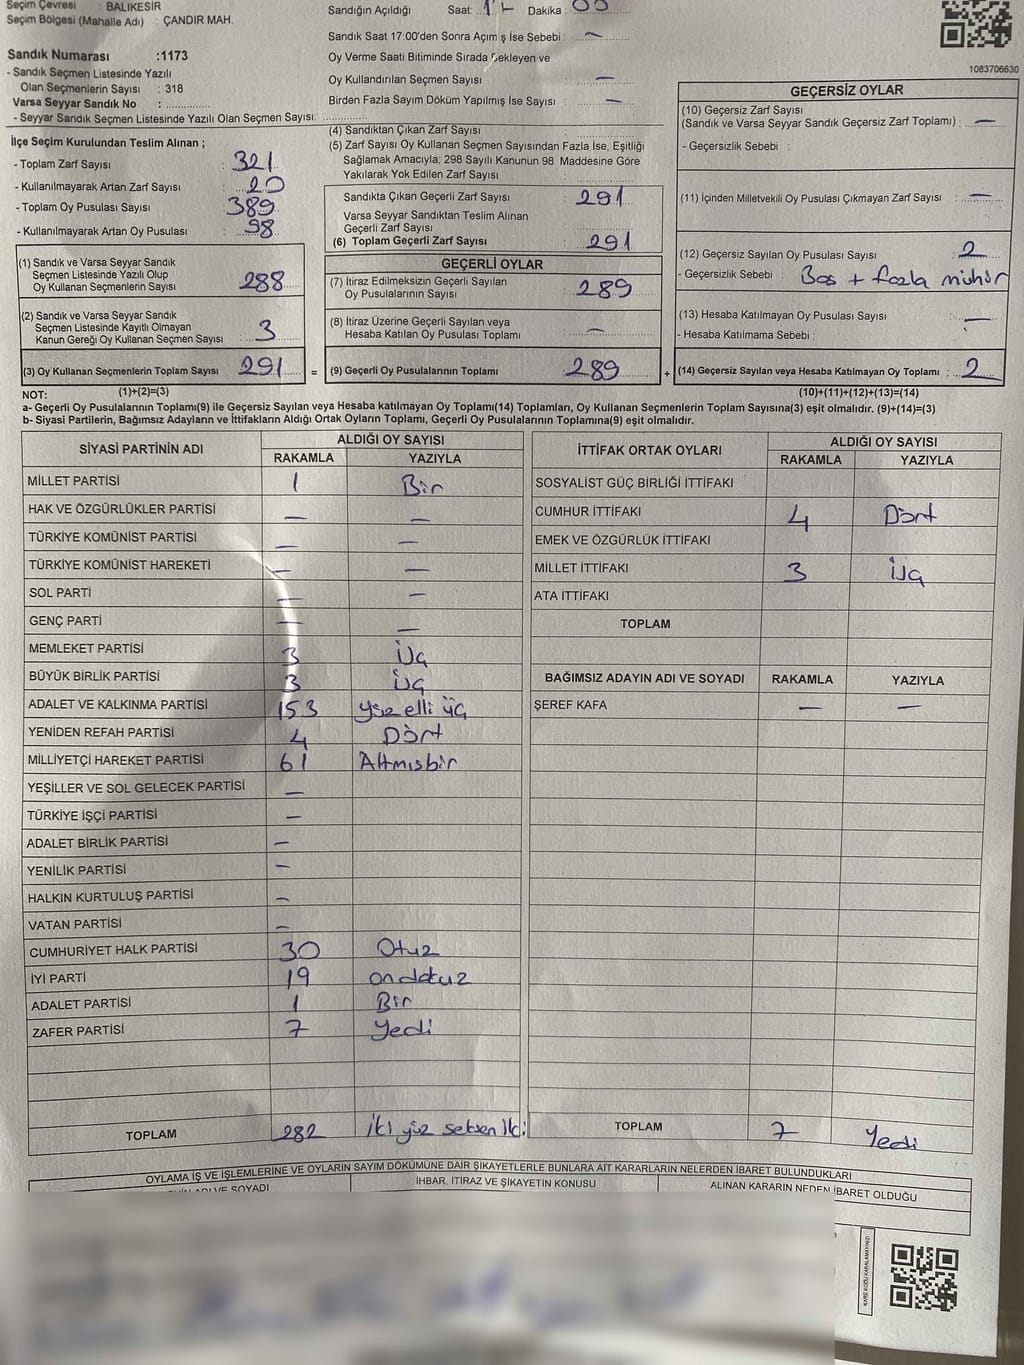 Seçim Çevresi : BALIKESİR
Seçim Bölgesi (Mahalle Adı) : ÇANDIR MAH.
Sandık Numarası :1173
- Sandık Seçmen Listesinde Yazılı
Olan Seçmenlerin Sayısı : 318
Varsa Seyyar Sandık No :
- Seyyar Sandık Seçmen Listesinde Yazılı Olan Seçmen Sayısı:
İlçe Seçim Kurulundan Teslim Alınan ;
- Toplam Zarf Sayısı : 321
- Kullanılmayarak Artan Zarf Sayısı : 20
- Toplam Oy Pusulası Sayısı : 389
- Kullanılmayarak Artan Oy Pusulası : 98
(1) Sandık ve Varsa Seyyar Sandık
Seçmen Listesinde Yazılı Olup
Oy Kullanan Seçmenlerin Sayısı : 288
(2) Sandık ve Varsa Seyyar Sandık
Seçmen Listesinde Kayıtlı Olmayan
Kanun Gereği Oy Kullanan Seçmen Sayısı : 3
(3) Oy Kullanan Seçmenlerin Toplam Sayısı : 291 =
Sandığın Açıldığı Saat: Dakika :
Sandık Saat 17:00'den Sonra Açım ş İse Sebebi : —
Oy Verme Saati Bitiminde Sırada Bekleyen ve
Oy Kullandırılan Seçmen Sayısı : —
Birden Fazla Sayım Döküm Yapılmış İse Sayısı : —
(4) Sandıktan Çıkan Zarf Sayısı :
(5) Zarf Sayısı Oy Kullanan Seçmen Sayısından Fazla İse, Eşitliği
Sağlamak Amacıyla; 298 Sayılı Kanunun 98. Maddesine Göre
Yakılarak Yok Edilen Zarf Sayısı :
Sandıkta Çıkan Geçerli Zarf Sayısı : 291
Varsa Seyyar Sandıktan Teslim Alınan
Geçerli Zarf Sayısı :
(6) Toplam Geçerli Zarf Sayısı : 291
GEÇERLİ OYLAR
(7) İtiraz Edilmeksizin Geçerli Sayılan
Oy Pusulalarının Sayısı : 289
(8) İtiraz Üzerine Geçerli Sayılan veya
Hesaba Katılan Oy Pusulası Toplamı : —
(9) Geçerli Oy Pusulalarının Toplamı : 289 +
1083706630
GEÇERSİZ OYLAR
(10) Geçersiz Zarf Sayısı
(Sandık ve Varsa Seyyar Sandık Geçersiz Zarf Toplamı) : —
- Geçersizlik Sebebi :
(11) İçinden Milletvekili Oy Pusulası Çıkmayan Zarf Sayısı : —
(12) Geçersiz Sayılan Oy Pusulası Sayısı : 2
- Geçersizlik Sebebi : Bos + fazla mühür
(13) Hesaba Katılmayan Oy Pusulası Sayısı : —
- Hesaba Katılmama Sebebi :
(14) Geçersiz Sayılan veya Hesaba Katılmayan Oy Toplamı : 2
NOT: (1)+(2)=(3) (10)+(11)+(12)+(13)=(14)
a- Geçerli Oy Pusulalarının Toplamı(9) ile Geçersiz Sayılan veya Hesaba katılmayan Oy Toplamı(14) Toplamları, Oy Kullanan Seçmenlerin Toplam Sayısına(3) eşit olmalıdır. (9)+(14)=(3)
b- Siyasi Partilerin, Bağımsız Adayların ve İttifakların Aldığı Ortak Oyların Toplamı, Geçerli Oy Pusulalarının Toplamına(9) eşit olmalıdır.
SİYASİ PARTİNİN ADI ALDIĞI OY SAYISI
RAKAMLA YAZIYLA
MİLLET PARTİSİ 1 Bir
HAK VE ÖZGÜRLÜKLER PARTİSİ — —
TÜRKİYE KOMÜNİST PARTİSİ — —
TÜRKİYE KOMÜNİST HAREKETİ — —
SOL PARTİ — —
GENÇ PARTİ — —
MEMLEKET PARTİSİ 3 Üç
BÜYÜK BİRLİK PARTİSİ 3 Üç
ADALET VE KALKINMA PARTİSİ 153 Yüz elli üç
YENİDEN REFAH PARTİSİ 4 Dört
MİLLİYETÇİ HAREKET PARTİSİ 61 Altmısbir
YEŞİLLER VE SOL GELECEK PARTİSİ —
TÜRKİYE İŞÇİ PARTİSİ —
ADALET BİRLİK PARTİSİ —
YENİLİK PARTİSİ —
HALKIN KURTULUŞ PARTİSİ —
VATAN PARTİSİ —
CUMHURİYET HALK PARTİSİ 30 Otuz
İYİ PARTİ 19 ondokuz
ADALET PARTİSİ 1 Bir
ZAFER PARTİSİ 7 Yedi
TOPLAM 282 İki yüz seksen iki
İTTİFAK ORTAK OYLARI ALDIĞI OY SAYISI
RAKAMLA YAZIYLA
SOSYALİST GÜÇ BİRLİĞİ İTTİFAKI
CUMHUR İTTİFAKI 4 Dört
EMEK VE ÖZGÜRLÜK İTTİFAKI
MİLLET İTTİFAKI 3 Üç
ATA İTTİFAKI
TOPLAM
BAĞIMSIZ ADAYIN ADI VE SOYADI RAKAMLA YAZIYLA
ŞEREF KAFA — —
TOPLAM 7 Yedi
OYLAMA İŞ VE İŞLEMLERİNE VE OYLARIN SAYIM DÖKÜMÜNE DAİR ŞİKAYETLERLE BUNLARA AİT KARARLARIN NELERDEN İBARET BULUNDUKLARI
ADI VE SOYADI İHBAR, İTİRAZ VE ŞİKAYETİN KONUSU ALINAN KARARIN NEDEN İBARET OLDUĞU
KARE KODU KARALAMAYINIZ!